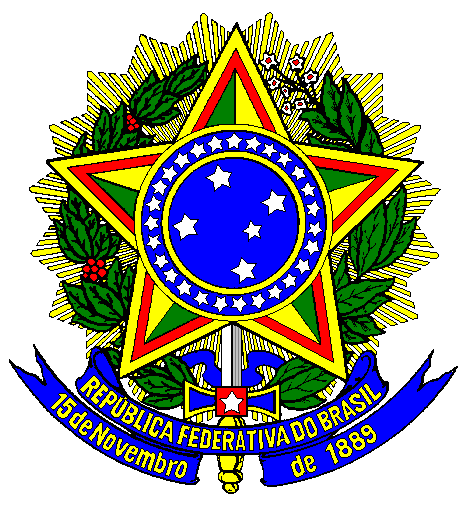 REPÚBLICA FEDERATIVA DO BRASIL
15 de Novembro de 1889